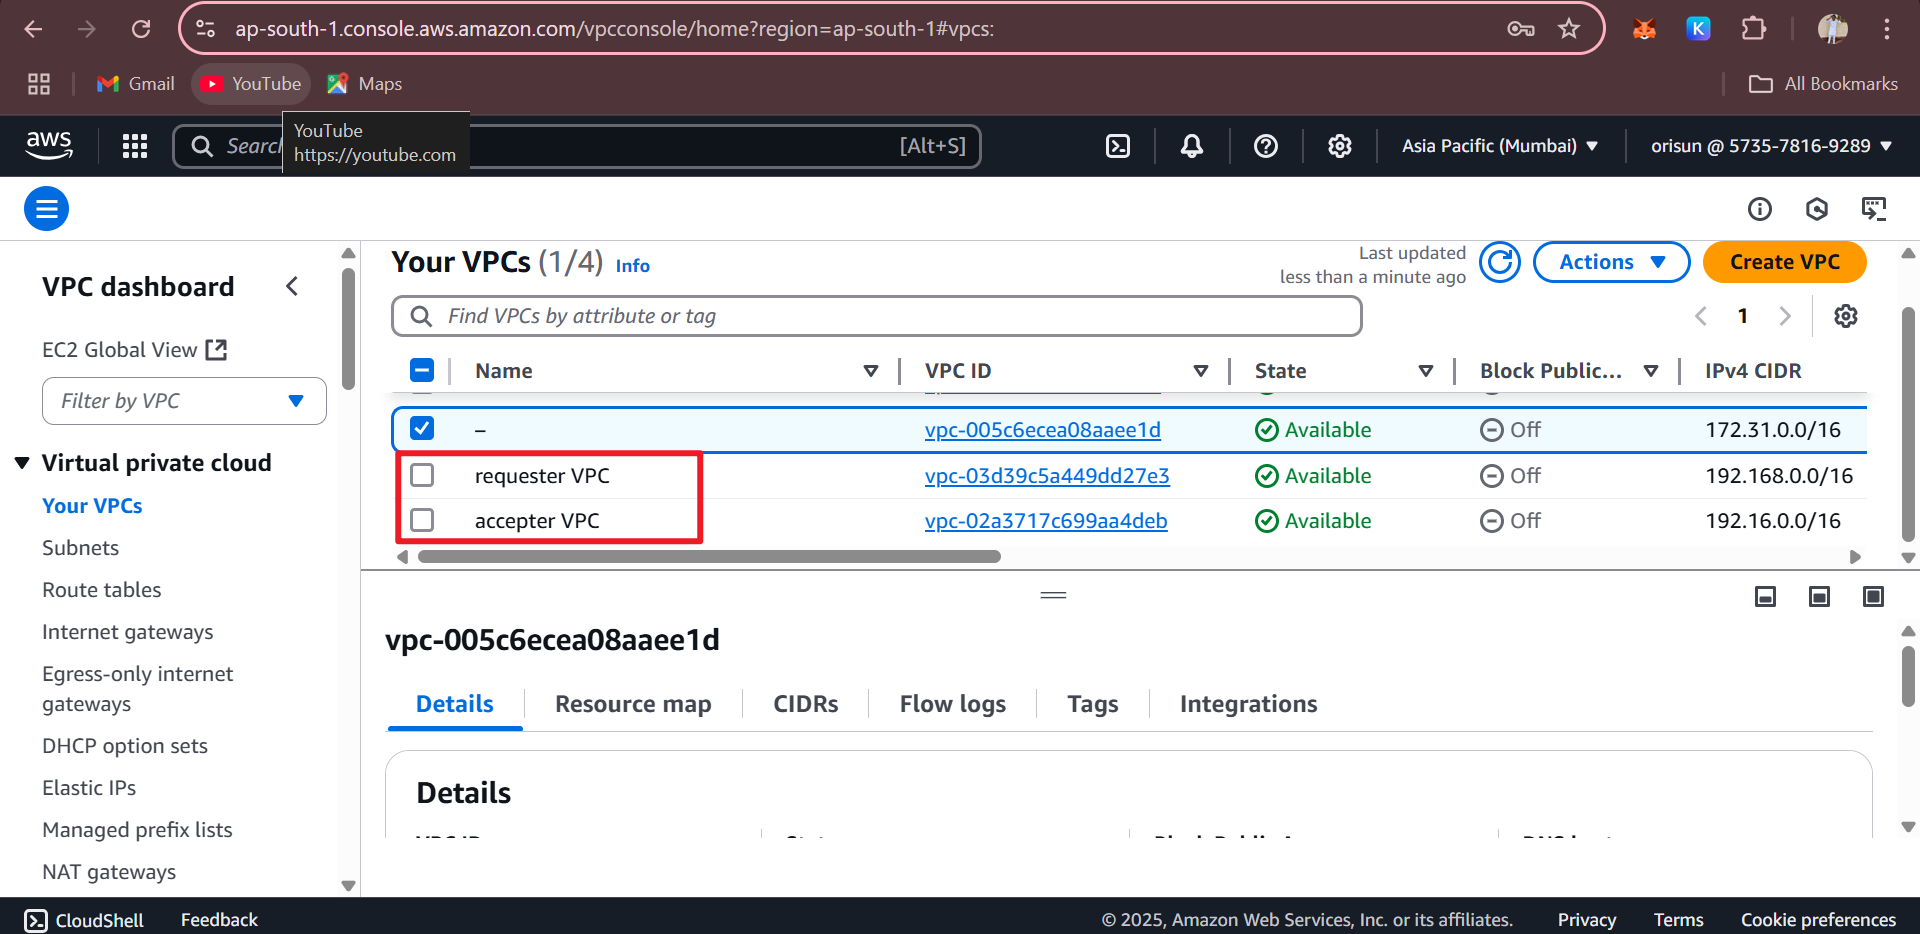 ap-south-1.console.aws.amazon.com/vpcconsole/home?region=ap-south-1#vpcs:
K
Gmail
YouTube
Maps
All Bookmarks
YouTube
https://youtube.com
aws
[Alt+S]
Asia Pacific (Mumbai)
orisun @ 5735-7816-9289
VPC dashboard
EC2 Global View
Filter by VPC
Virtual private cloud
Your VPCs
Subnets
Route tables
Internet gateways
Egress-only internet
gateways
DHCP option sets
Elastic IPs
Managed prefix lists
NAT gateways
Your VPCs (1/4) Info
Last updated
less than a minute ago
Actions
Create VPC
Find VPCs by attribute or tag
1
Name VPC ID State Block Public... IPv4 CIDR
– vpc-005c6ecea08aaee1d Available Off 172.31.0.0/16
requester VPC vpc-03d39c5a449dd27e3 Available Off 192.168.0.0/16
accepter VPC vpc-02a3717c699aa4deb Available Off 192.16.0.0/16
vpc-005c6ecea08aaee1d
Details Resource map CIDRs Flow logs Tags Integrations
Details
CloudShell Feedback
© 2025, Amazon Web Services, Inc. or its affiliates. Privacy Terms Cookie preferences